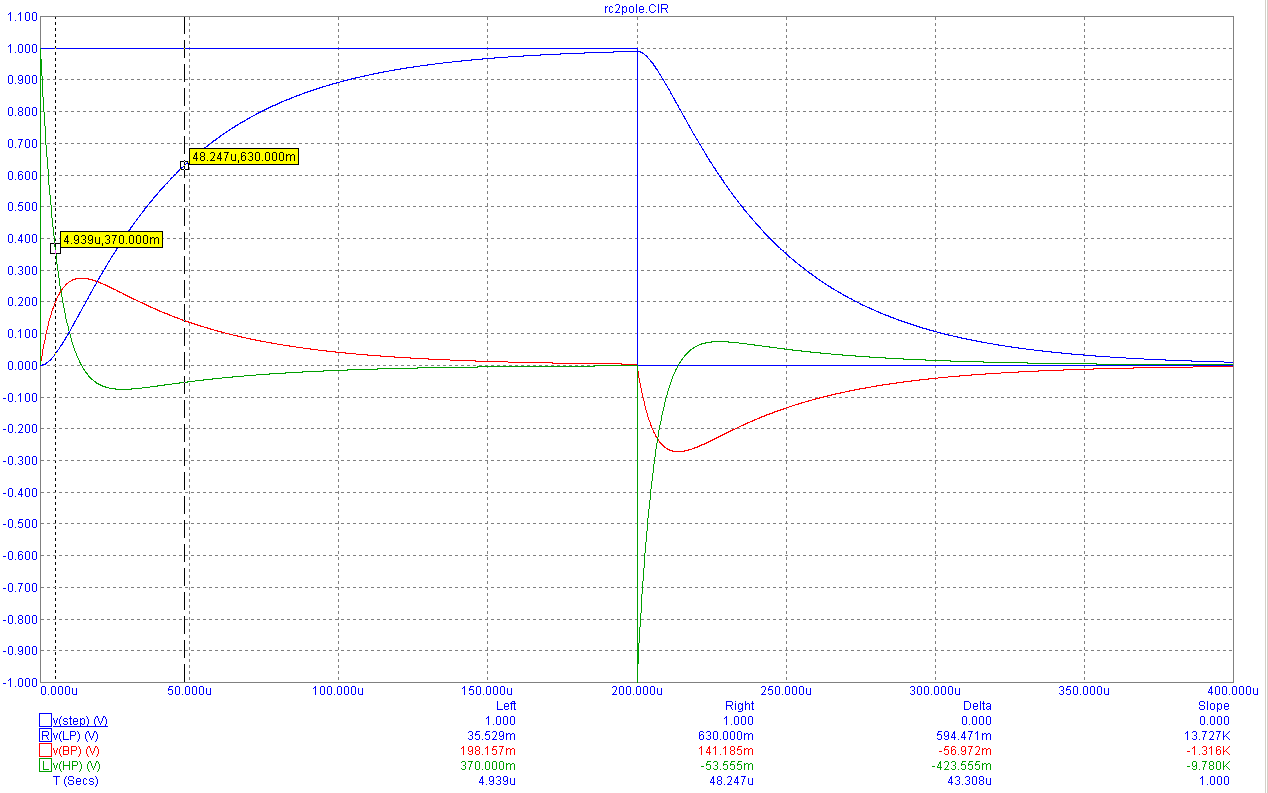 rc2pole.CIR
1.100
1.000
0.900
0.800
0.700
48.247u,630.000m
0.600
0.500
0.400
4.939u,370.000m
0.300
0.200
0.100
0.000
-0.100
-0.200
-0.300
-0.400
-0.500
-0.600
-0.700
-0.800
-0.900
-1.000
0.000u 50.000u 100.000u 150.000u 200.000u 250.000u 300.000u 350.000u 400.000u
Left Right Delta Slope
v(step) (V) 1.000 1.000 0.000 0.000
R v(LP) (V) 35.529m 630.000m 594.471m 13.727K
v(BP) (V) 198.157m 141.185m -56.972m -1.316K
L v(HP) (V) 370.000m -53.555m -423.555m -9.780K
T (Secs) 4.939u 48.247u 43.308u 1.000